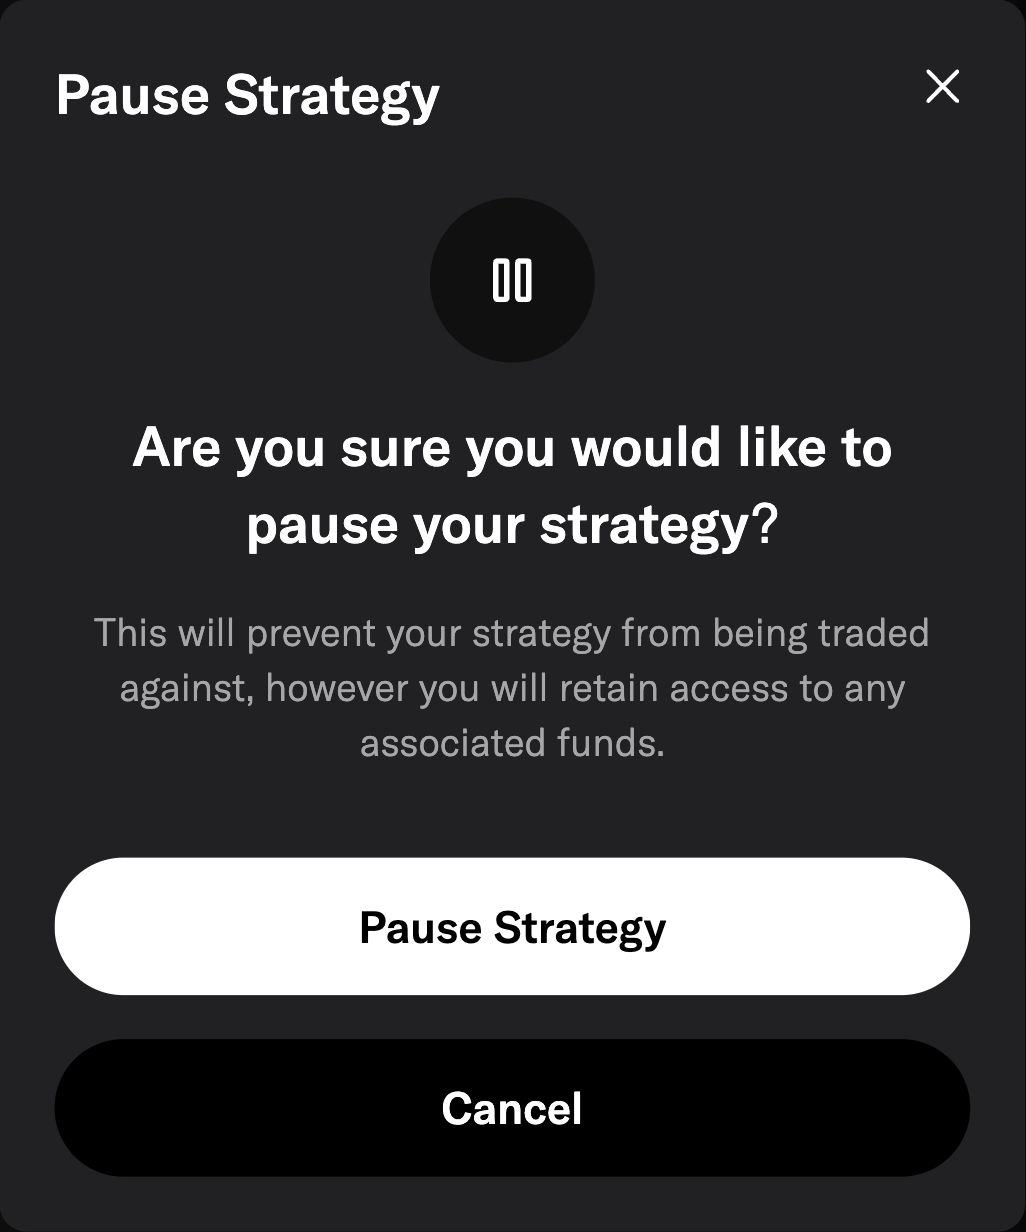 Pause Strategy
Are you sure you would like to
pause your strategy?
This will prevent your strategy from being traded
against, however you will retain access to any
associated funds.
Pause Strategy
Cancel